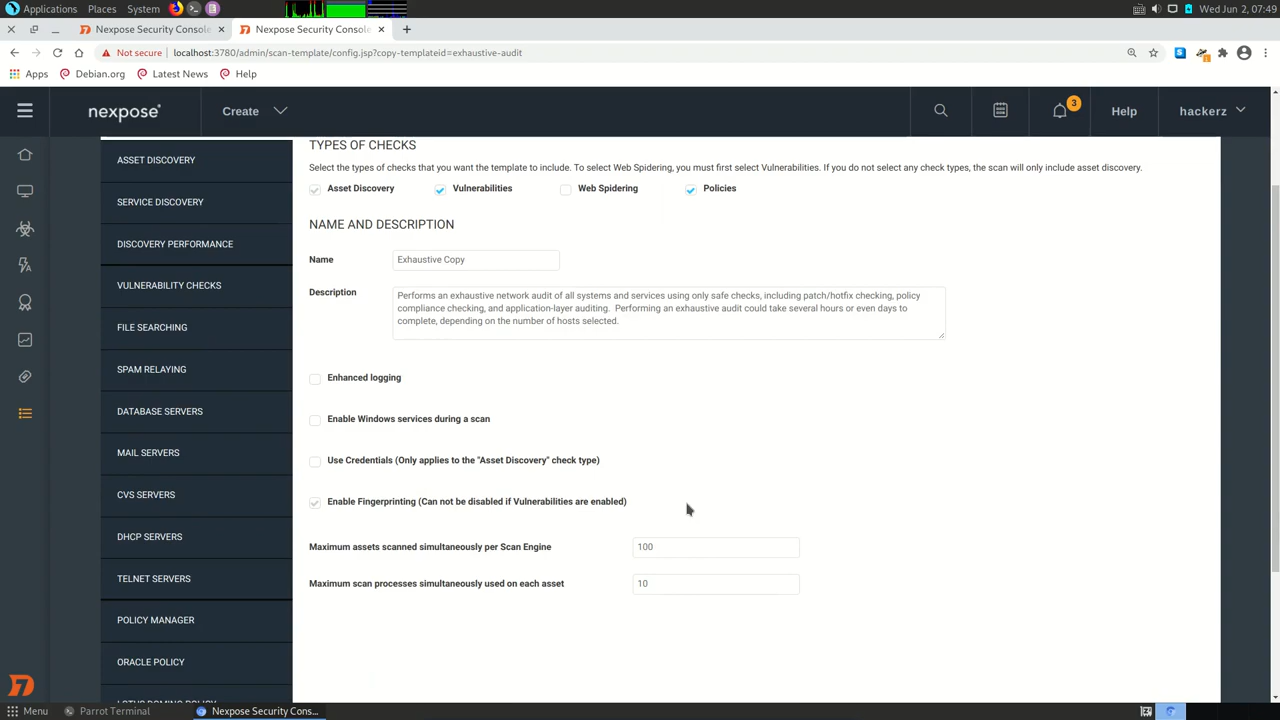 Applications Places System Wed Jun 2, 07:49
Nexpose Security Console Nexpose Security Console
Not secure localhost:3780/admin/scan-template/config.jsp?copy-templateid=exhaustive-audit
Apps Debian.org Latest News Help
nexpose Create 3 Help hackerz
TYPES OF CHECKS
Select the types of checks that you want the template to include. To select Web Spidering, you must first select Vulnerabilities. If you do not select any check types, the scan will only include asset discovery.
Asset Discovery Vulnerabilities Web Spidering Policies
NAME AND DESCRIPTION
Name Exhaustive Copy
Description Performs an exhaustive network audit of all systems and services using only safe checks, including patch/hotfix checking, policy
compliance checking, and application-layer auditing. Performing an exhaustive audit could take several hours or even days to
complete, depending on the number of hosts selected.
Enhanced logging
Enable Windows services during a scan
Use Credentials (Only applies to the "Asset Discovery" check type)
Enable Fingerprinting (Can not be disabled if Vulnerabilities are enabled)
Maximum assets scanned simultaneously per Scan Engine 100
Maximum scan processes simultaneously used on each asset 10
ASSET DISCOVERY
SERVICE DISCOVERY
DISCOVERY PERFORMANCE
VULNERABILITY CHECKS
FILE SEARCHING
SPAM RELAYING
DATABASE SERVERS
MAIL SERVERS
CVS SERVERS
DHCP SERVERS
TELNET SERVERS
POLICY MANAGER
ORACLE POLICY
LOTUS DOMINO POLICY
Menu Parrot Terminal Nexpose Security Cons...